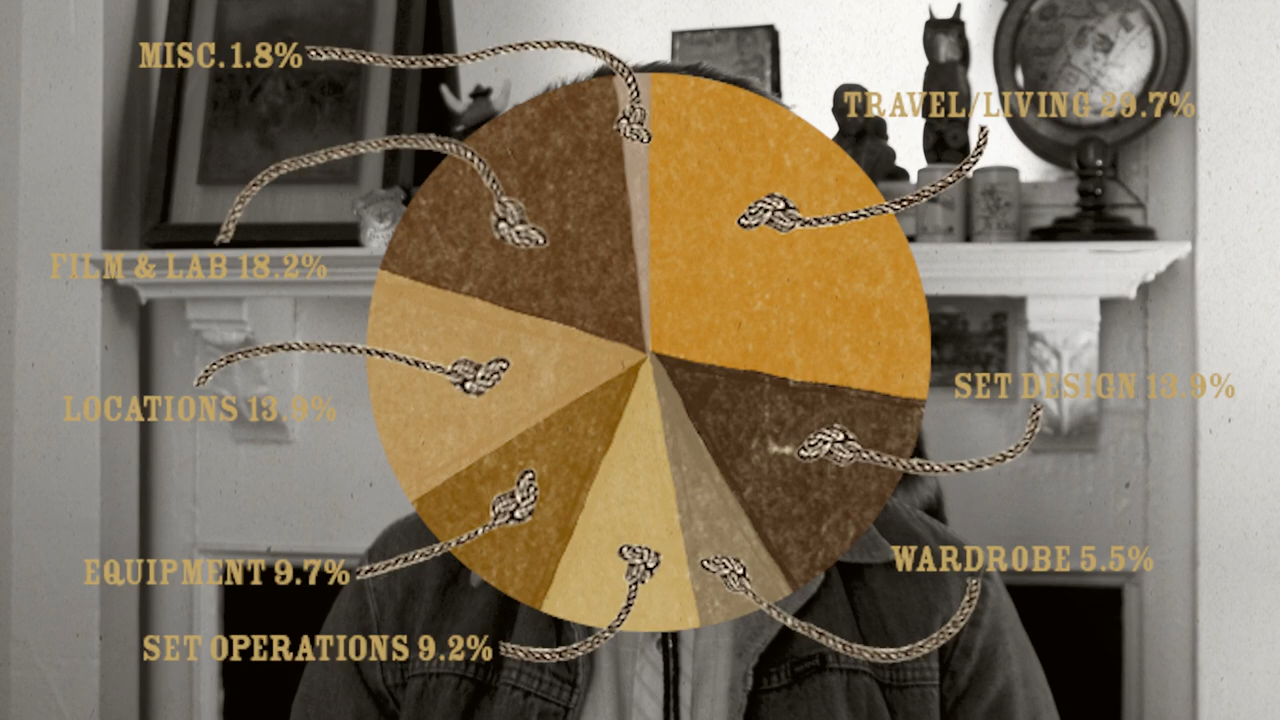 MISC. 1.8%
TRAVEL/LIVING 29.7%
FILM & LAB 18.2%
SET DESIGN 13.9%
LOCATIONS 13.9%
WARDROBE 5.5%
EQUIPMENT 9.7%
SET OPERATIONS 9.2%